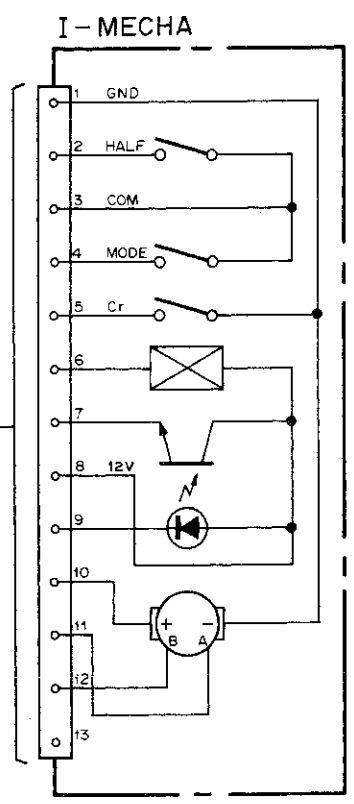 I-MECHA
1 GND
2 HALF
3 COM
4 MODE
5 Cr
6
7
8 12V
9
10
+ -
11
B A
12
13